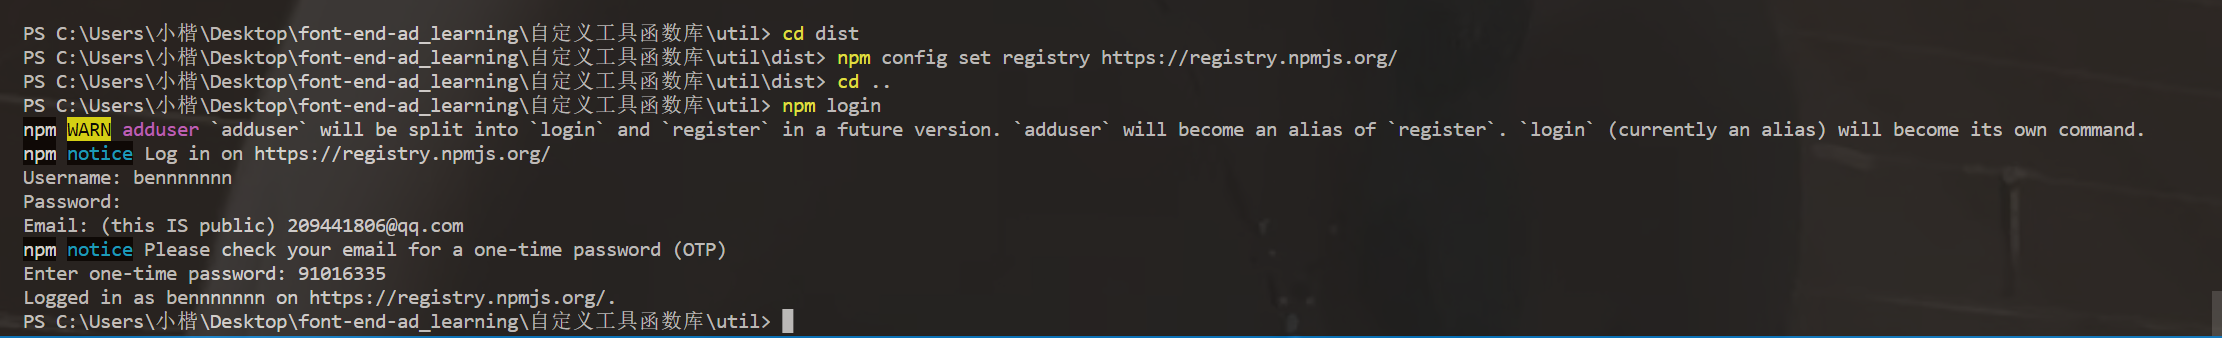 PS C:\Users\小楷\Desktop\font-end-ad_learning\自定义工具函数库\util> cd dist
PS C:\Users\小楷\Desktop\font-end-ad_learning\自定义工具函数库\util\dist> npm config set registry https://registry.npmjs.org/
PS C:\Users\小楷\Desktop\font-end-ad_learning\自定义工具函数库\util\dist> cd ..
PS C:\Users\小楷\Desktop\font-end-ad_learning\自定义工具函数库\util> npm login
npm WARN adduser `adduser` will be split into `login` and `register` in a future version. `adduser` will become an alias of `register`. `login` (currently an alias) will become its own command.
npm notice Log in on https://registry.npmjs.org/
Username: bennnnnnn
Password:
Email: (this IS public) 209441806@qq.com
npm notice Please check your email for a one-time password (OTP)
Enter one-time password: 91016335
Logged in as bennnnnnn on https://registry.npmjs.org/.
PS C:\Users\小楷\Desktop\font-end-ad_learning\自定义工具函数库\util>